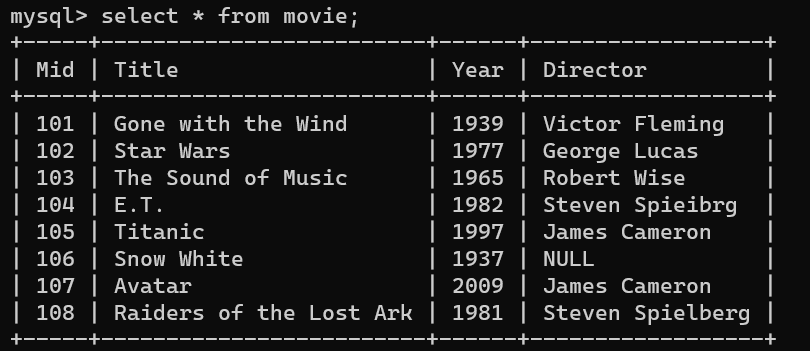 mysql> select * from movie;
+-----+-------------------------+------+------------------+
| Mid | Title                   | Year | Director         |
+-----+-------------------------+------+------------------+
| 101 | Gone with the Wind      | 1939 | Victor Fleming   |
| 102 | Star Wars               | 1977 | George Lucas     |
| 103 | The Sound of Music      | 1965 | Robert Wise      |
| 104 | E.T.                    | 1982 | Steven Spieibrg  |
| 105 | Titanic                 | 1997 | James Cameron    |
| 106 | Snow White              | 1937 | NULL             |
| 107 | Avatar                  | 2009 | James Cameron    |
| 108 | Raiders of the Lost Ark | 1981 | Steven Spielberg |
+-----+-------------------------+------+------------------+